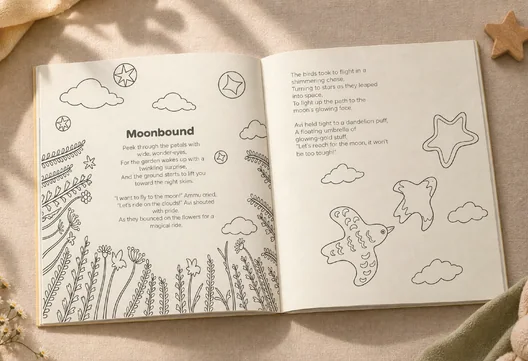 Moonbound
Peek through the petals with
wide, wonder-eyes,
For the garden wakes up with a
twinkling surprise,
And the ground starts to lift you
toward the night skies.
"I want to fly to the moon!" Ammu cried,
"Let's ride on the clouds!" Avi shouted
with pride.
As they bounced on the flowers for a
magical ride.
The birds took to flight in a
shimmering chase,
Turning to stars as they leaped
into space,
To light up the path to the
moon's glowing face.
Avi held tight to a dandelion puff,
A floating umbrella of
glowing-gold stuff,
"Let's reach for the moon, it won't
be too tough!"